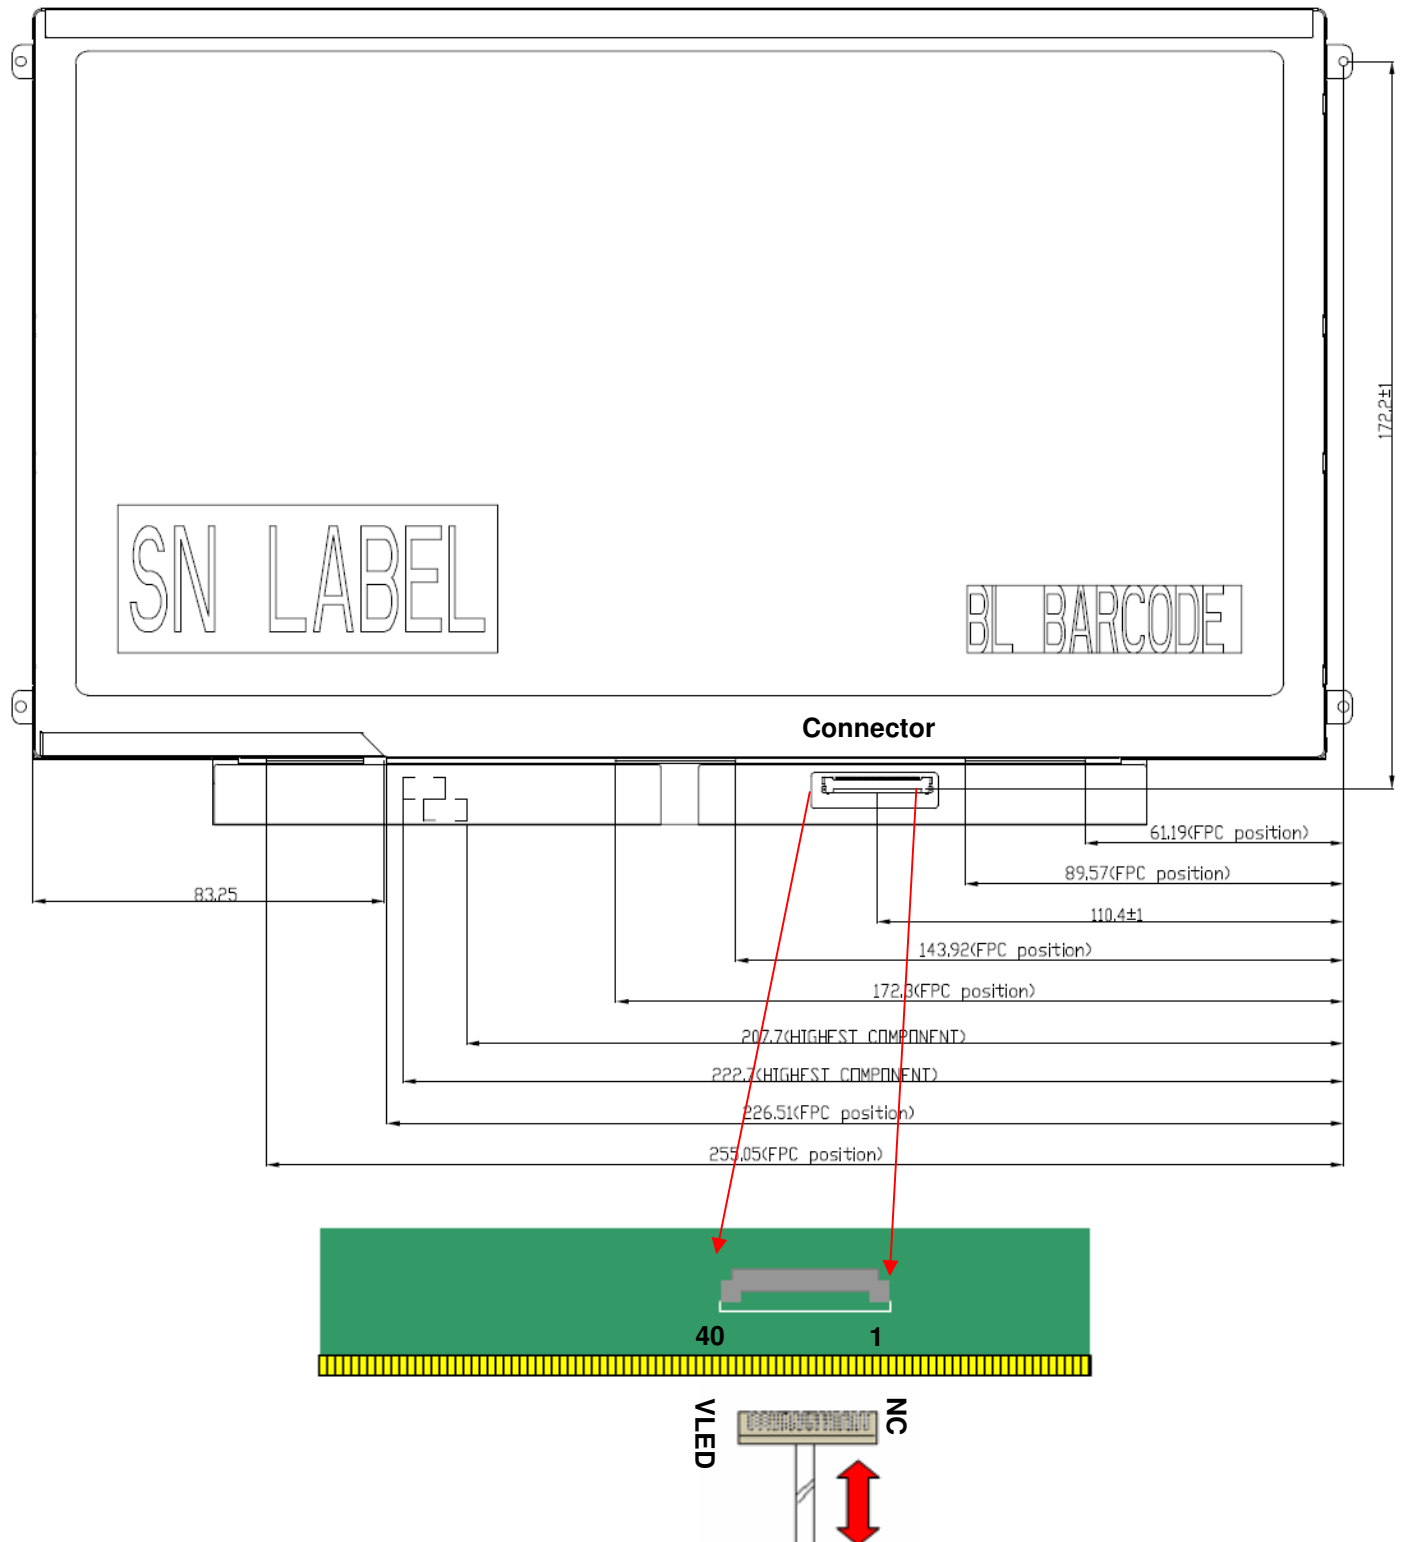 172.2±1
SN LABEL
BL BARCODE
Connector
61.19(FPC position)
89.57(FPC position)
83.25
110.4±1
143.92(FPC position)
172.3(FPC position)
207.7(HIGHEST COMPONENT)
222.7(HIGHEST COMPONENT)
226.51(FPC position)
255.05(FPC position)
40 1
VLED NC